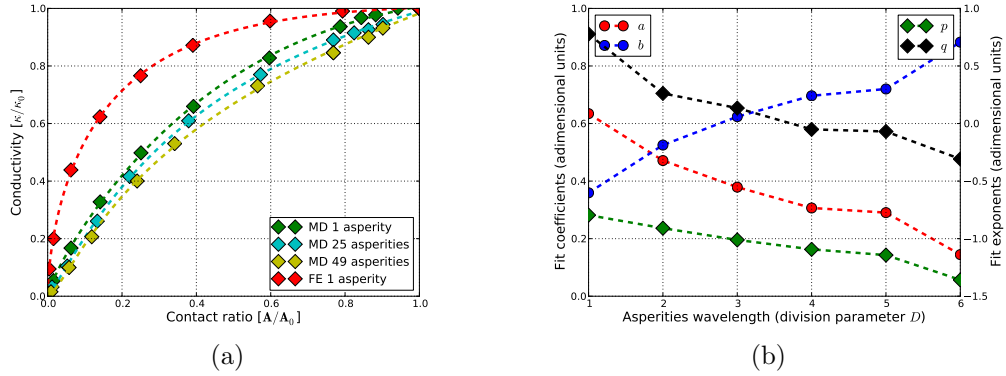 1.0
0.8
0.6
0.4
0.2
0.0
Conductivity [κ/κ₀]
0.0 0.2 0.4 0.6 0.8 1.0
Contact ratio [A/A₀]
MD 1 asperity
MD 25 asperities
MD 49 asperities
FE 1 asperity
(a)
1.0
0.8
0.6
0.4
0.2
0.0
Fit coefficients (adimensional units)
a
b
p
q
1.0
0.5
0.0
−0.5
−1.0
−1.5
Fit exponents (adimensional units)
1 2 3 4 5 6
Asperities wavelength (division parameter D)
(b)